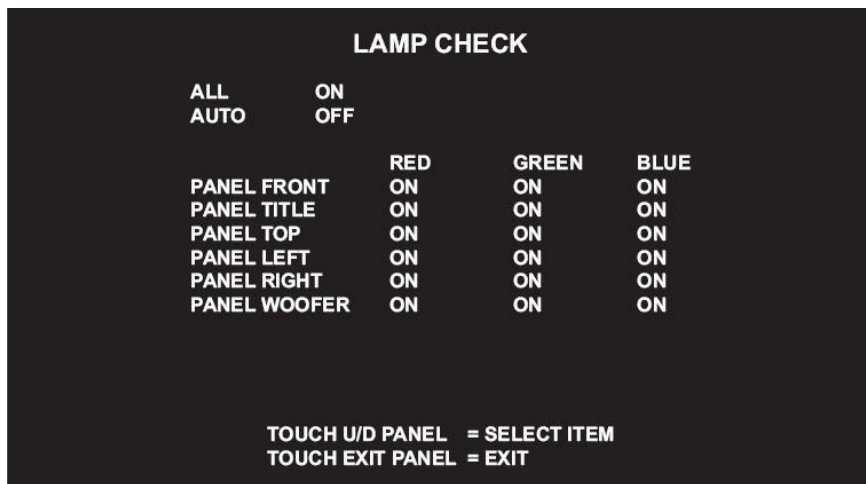 LAMP CHECK
ALL ON
AUTO OFF
RED GREEN BLUE
PANEL FRONT ON ON ON
PANEL TITLE ON ON ON
PANEL TOP ON ON ON
PANEL LEFT ON ON ON
PANEL RIGHT ON ON ON
PANEL WOOFER ON ON ON
TOUCH U/D PANEL = SELECT ITEM
TOUCH EXIT PANEL = EXIT